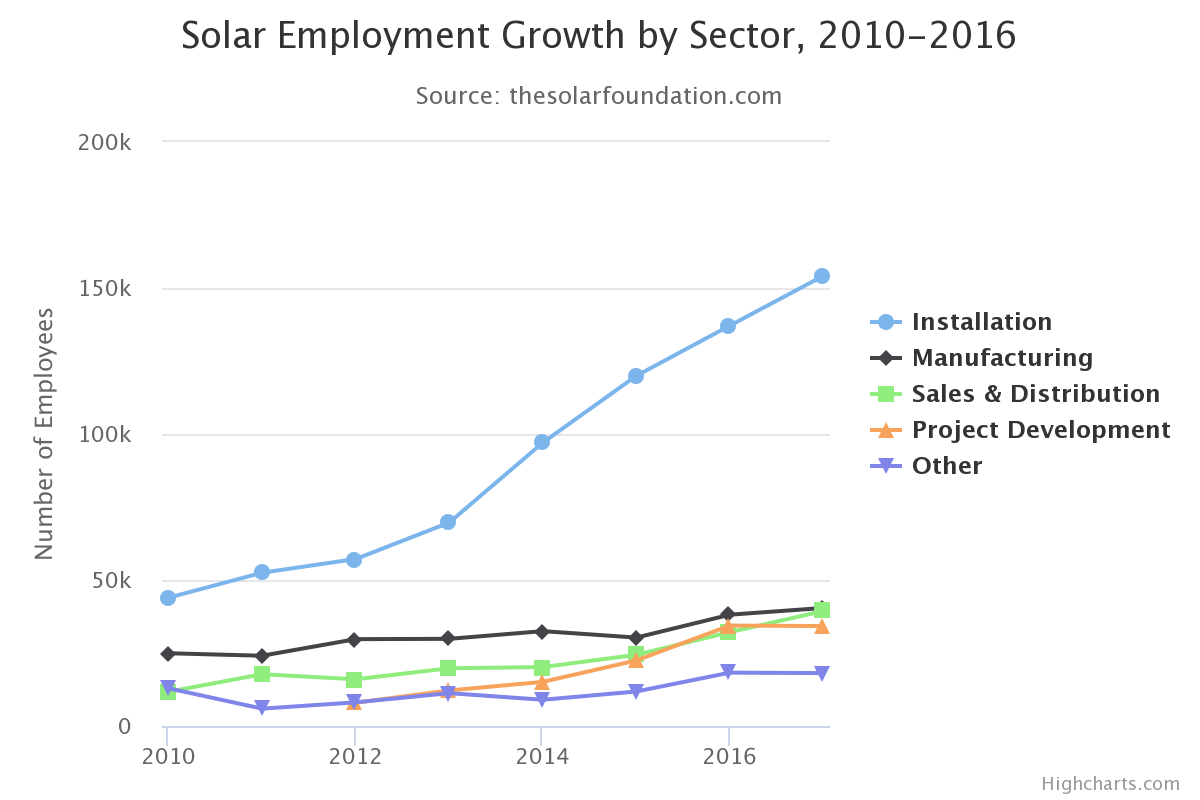 Solar Employment Growth by Sector, 2010-2016
Source: thesolarfoundation.com
Number of Employees
200k
150k
100k
50k
0
2010 2012 2014 2016
Installation
Manufacturing
Sales & Distribution
Project Development
Other
Highcharts.com